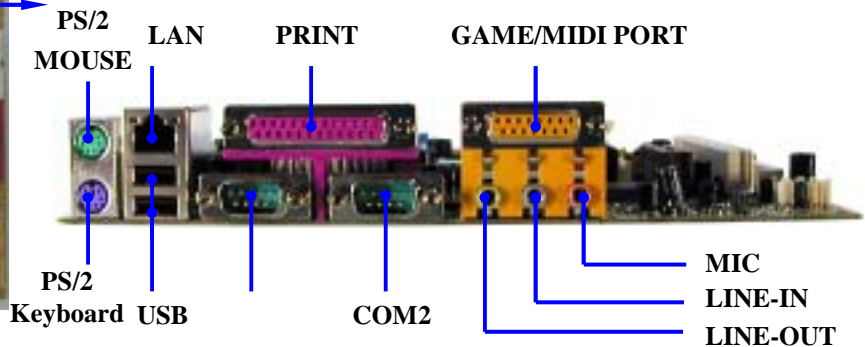 PS/2
MOUSE
LAN
PRINT
GAME/MIDI PORT
PS/2
Keyboard
USB
COM2
MIC
LINE-IN
LINE-OUT